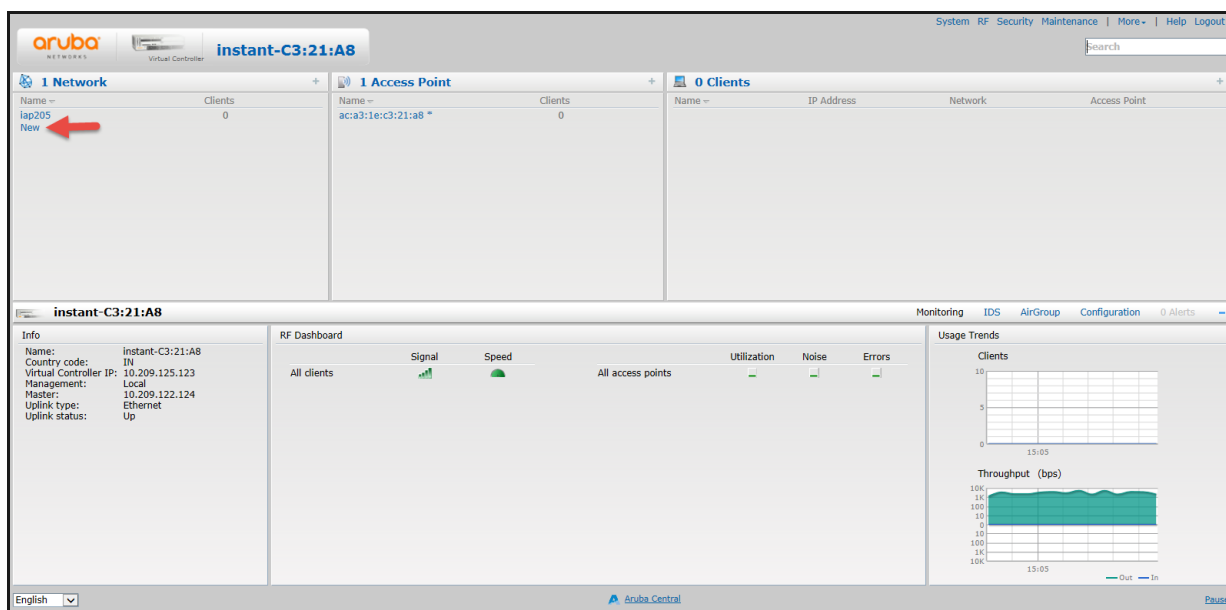 System RF Security Maintenance | More | Help Logout
aruba
NETWORKS
Virtual Controller
instant-C3:21:A8
Search
1 Network +
Name Clients
iap205 0
New
1 Access Point +
Name Clients
ac:a3:1e:c3:21:a8 * 0
0 Clients +
Name IP Address Network Access Point
instant-C3:21:A8
Monitoring IDS AirGroup Configuration 0 Alerts
Info
Name: instant-C3:21:A8
Country code: IN
Virtual Controller IP: 10.209.125.123
Management: Local
Master: 10.209.122.124
Uplink type: Ethernet
Uplink status: Up
RF Dashboard
Signal Speed
All clients
Utilization Noise Errors
All access points
Usage Trends
Clients
10
5
0
15:05
Throughput (bps)
10K
1K
100
10
0
10
100
1K
10K
15:05
Out In
English
Aruba Central
Pause